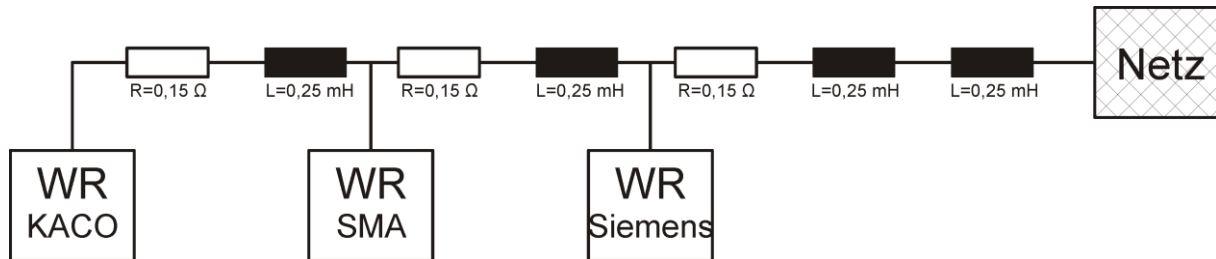 Netz
R=0,15 Ω
L=0,25 mH
R=0,15 Ω
L=0,25 mH
R=0,15 Ω
L=0,25 mH
L=0,25 mH
WR
KACO
WR
SMA
WR
Siemens